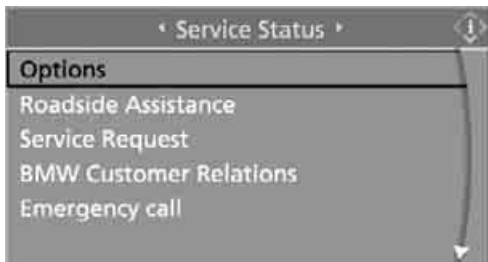 Service Status
Options
Roadside Assistance
Service Request
BMW Customer Relations
Emergency call